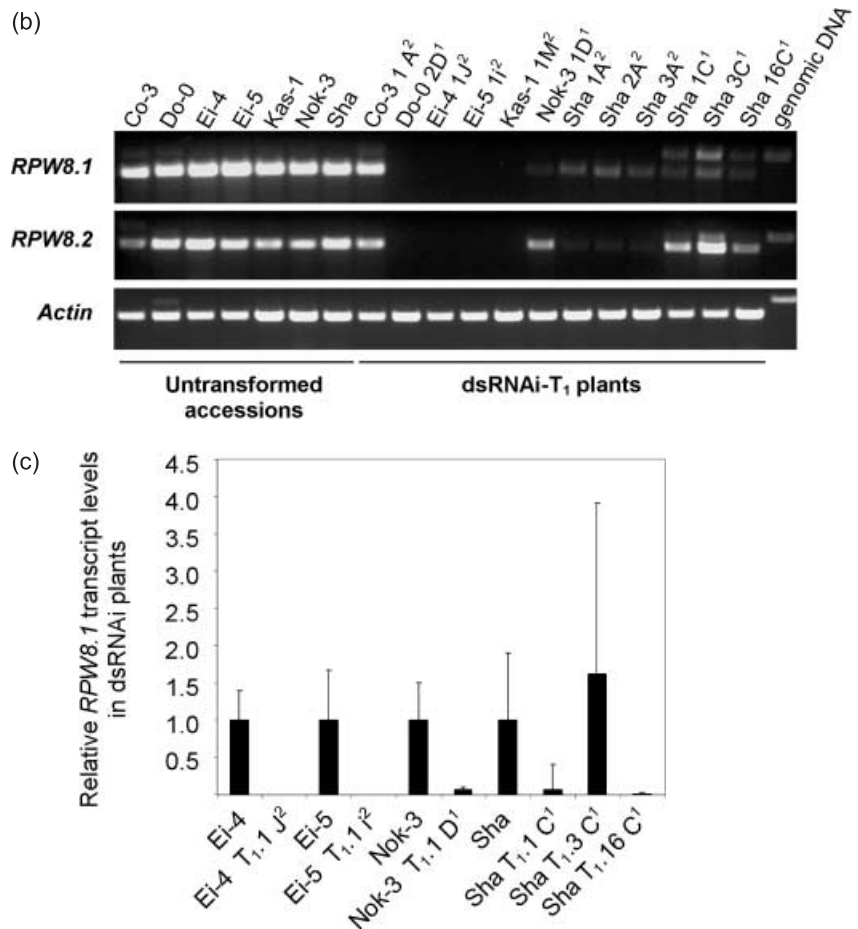 (b)
Co-3
Do-0
Ei-4
Ei-5
Kas-1
Nok-3
Sha
Co-3 1 A²
Do-0 2D¹
Ei-4 1J²
Ei-5 1i²
Kas-1 1M²
Nok-3 1D¹
Sha 1A²
Sha 2A²
Sha 3A²
Sha 1C¹
Sha 3C¹
Sha 16C¹
genomic DNA
RPW8.1
RPW8.2
Actin
Untransformed
accessions
dsRNAi-T₁ plants
(c)
Relative RPW8.1 transcript levels
in dsRNAi plants
4.5
4.0
3.5
3.0
2.5
2.0
1.5
1.0
0.5
Ei-4
Ei-4 T₁.1 J²
Ei-5
Ei-5 T₁.1 i²
Nok-3
Nok-3 T₁.1 D¹
Sha
Sha T₁.1 C¹
Sha T₁.3 C¹
Sha T₁.16 C¹